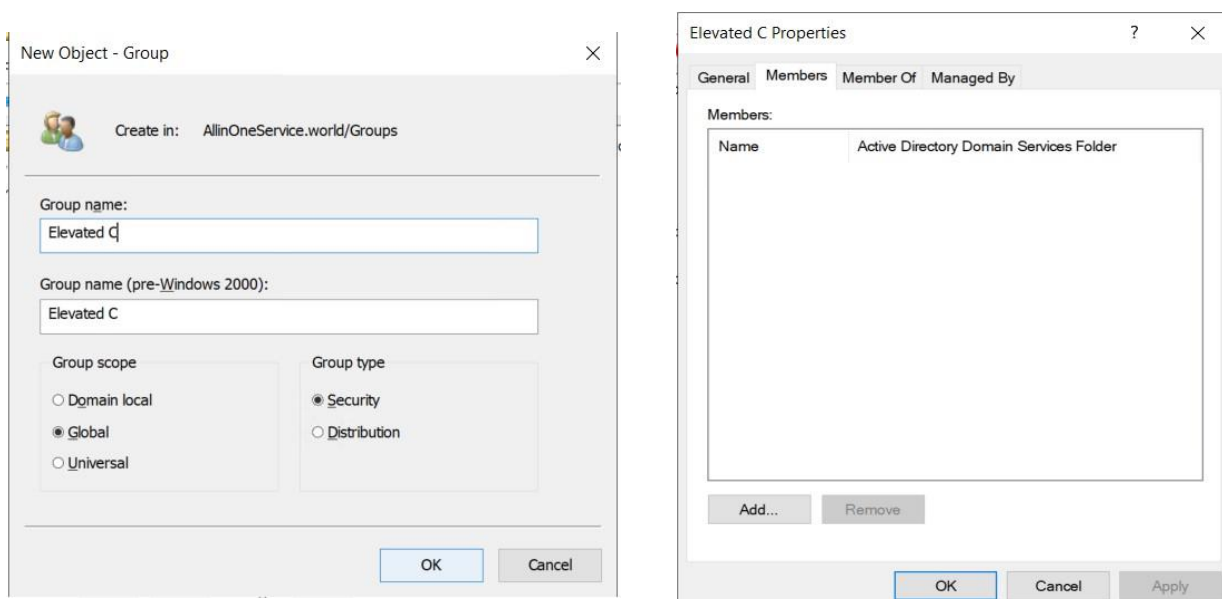 New Object - Group
Create in: AllinOneService.world/Groups
Group name:
Elevated C
Group name (pre-Windows 2000):
Elevated C
Group scope
Domain local
Global
Universal
Group type
Security
Distribution
OK Cancel
Elevated C Properties ?
General Members Member Of Managed By
Members:
Name Active Directory Domain Services Folder
Add... Remove
OK Cancel Apply